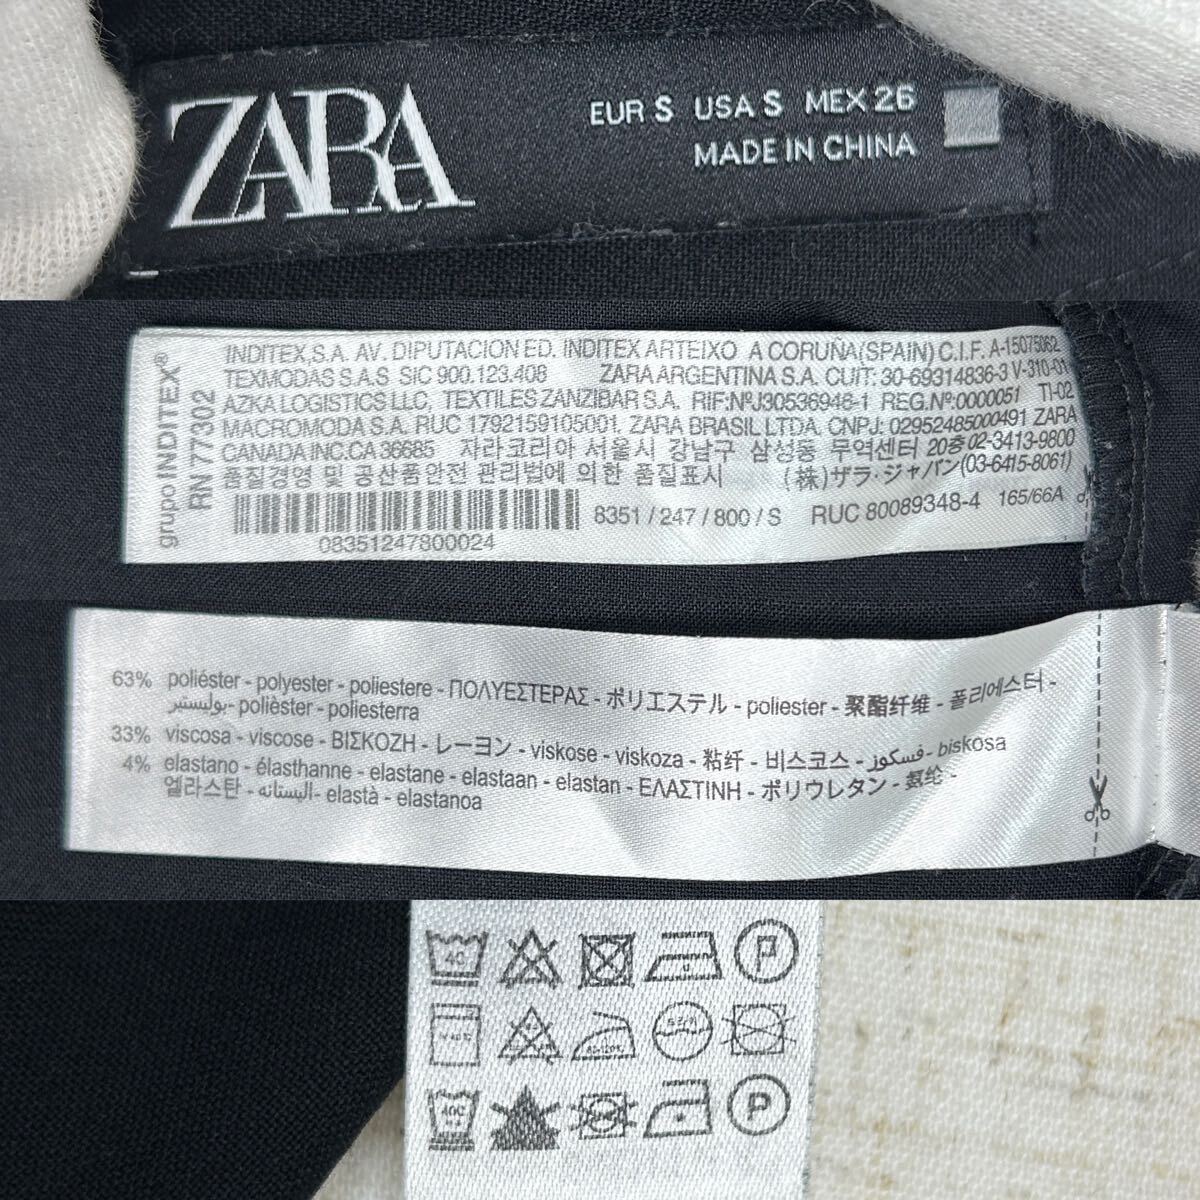 ZARA
EUR S USA S MEX 26
MADE IN CHINA
grupo INDITEX®
RN 77302
INDITEX,S.A. AV. DIPUTACION ED. INDITEX ARTEIXO A CORUÑA(SPAIN) C.I.F. A-15075062
TEXMODAS S.A.S SIC 900.123.408 ZARA ARGENTINA S.A. CUIT: 30-69314836-3 V-310-01
AZKA LOGISTICS LLC, TEXTILES ZANZIBAR S.A. RIF:NºJ30536946-1 REG.Nº:0000051 TI-02
MACROMODA S.A. RUC 1792159105001. ZARA BRASIL LTDA. CNPJ: 02952485000491 ZARA
CANADA INC.CA 36685 자라코리아 서울시 강남구 삼성동 무역센터 20층 02-3413-9800
품질경영 및 공산품안전 관리법에 의한 품질표시 (株)ザラ・ジャパン(03-6415-8061)
8351 / 247 / 800 / S RUC 80089348-4 165/66A
08351247800024
63% poliéster - polyester - poliestere - ΠΟΛΥΕΣΤΕΡΑΣ - ポリエステル - poliester - 聚酯纤维 - 폴리에스터 -
بوليستير - polièster - poliesterra
33% viscosa - viscose - ΒΙΣΚΟΖΗ - レーヨン - viskose - viskoza - 粘纤 - 비스코스 - فسكوز - biskosa
4% elastano - élasthanne - elastane - elastaan - elastan - ΕΛΑΣΤΙΝΗ - ポリウレタン - 氨纶 -
엘라스탄 - اليستانه - elastà - elastanoa
40
P
P